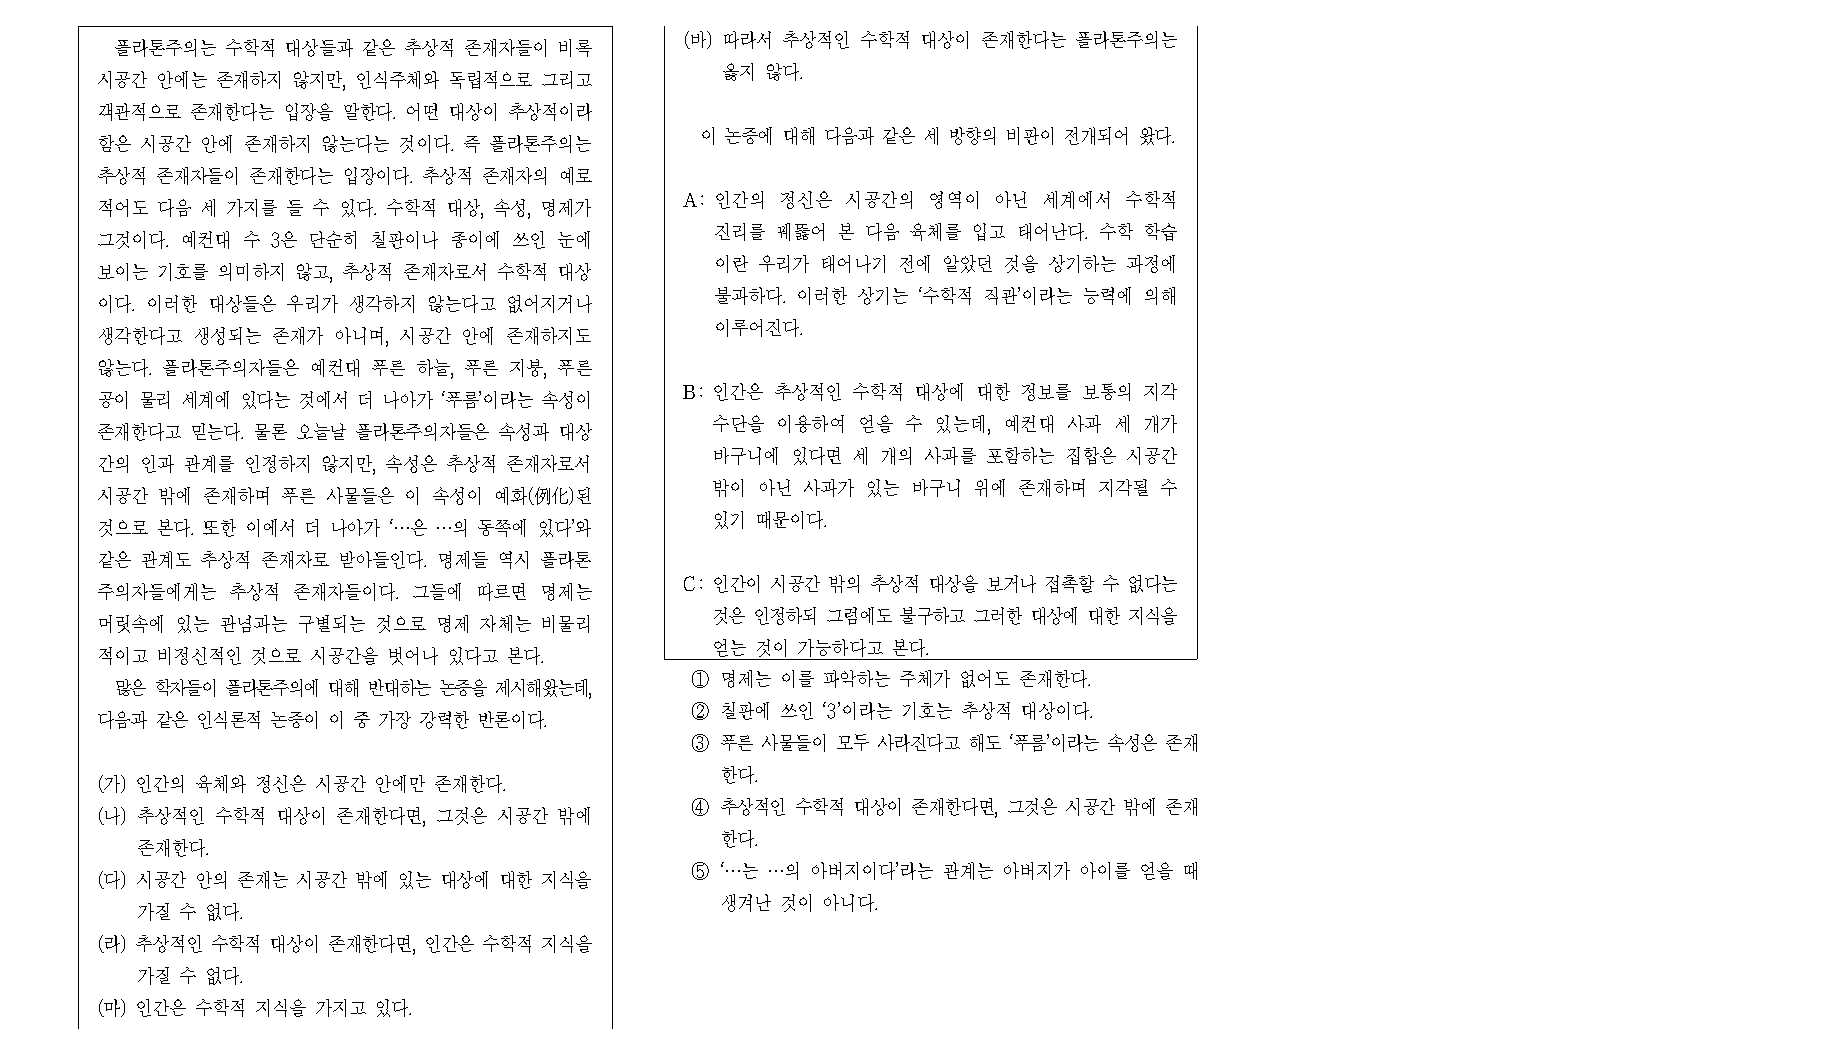 플라톤주의는 수학적 대상들과 같은 추상적 존재자들이 비록
시공간 안에는 존재하지 않지만, 인식주체와 독립적으로 그리고
객관적으로 존재한다는 입장을 말한다. 어떤 대상이 추상적이라
함은 시공간 안에 존재하지 않는다는 것이다. 즉 플라톤주의는
추상적 존재자들이 존재한다는 입장이다. 추상적 존재자의 예로
적어도 다음 세 가지를 들 수 있다. 수학적 대상, 속성, 명제가
그것이다. 예컨대 수 3은 단순히 칠판이나 종이에 쓰인 눈에
보이는 기호를 의미하지 않고, 추상적 존재자로서 수학적 대상
이다. 이러한 대상들은 우리가 생각하지 않는다고 없어지거나
생각한다고 생성되는 존재가 아니며, 시공간 안에 존재하지도
않는다. 플라톤주의자들은 예컨대 푸른 하늘, 푸른 지붕, 푸른
공이 물리 세계에 있다는 것에서 더 나아가 ‘푸름’이라는 속성이
존재한다고 믿는다. 물론 오늘날 플라톤주의자들은 속성과 대상
간의 인과 관계를 인정하지 않지만, 속성은 추상적 존재자로서
시공간 밖에 존재하며 푸른 사물들은 이 속성이 예화(例化)된
것으로 본다. 또한 이에서 더 나아가 ‘…은 …의 동쪽에 있다’와
같은 관계도 추상적 존재자로 받아들인다. 명제들 역시 플라톤
주의자들에게는 추상적 존재자들이다. 그들에 따르면 명제는
머릿속에 있는 관념과는 구별되는 것으로 명제 자체는 비물리
적이고 비정신적인 것으로 시공간을 벗어나 있다고 본다.
많은 학자들이 플라톤주의에 대해 반대하는 논증을 제시해왔는데,
다음과 같은 인식론적 논증이 이 중 가장 강력한 반론이다.
(가) 인간의 육체와 정신은 시공간 안에만 존재한다.
(나) 추상적인 수학적 대상이 존재한다면, 그것은 시공간 밖에
존재한다.
(다) 시공간 안의 존재는 시공간 밖에 있는 대상에 대한 지식을
가질 수 없다.
(라) 추상적인 수학적 대상이 존재한다면, 인간은 수학적 지식을
가질 수 없다.
(마) 인간은 수학적 지식을 가지고 있다.
(바) 따라서 추상적인 수학적 대상이 존재한다는 플라톤주의는
옳지 않다.
이 논증에 대해 다음과 같은 세 방향의 비판이 전개되어 왔다.
A: 인간의 정신은 시공간의 영역이 아닌 세계에서 수학적
진리를 꿰뚫어 본 다음 육체를 입고 태어난다. 수학 학습
이란 우리가 태어나기 전에 알았던 것을 상기하는 과정에
불과하다. 이러한 상기는 ‘수학적 직관’이라는 능력에 의해
이루어진다.
B: 인간은 추상적인 수학적 대상에 대한 정보를 보통의 지각
수단을 이용하여 얻을 수 있는데, 예컨대 사과 세 개가
바구니에 있다면 세 개의 사과를 포함하는 집합은 시공간
밖이 아닌 사과가 있는 바구니 위에 존재하며 지각될 수
있기 때문이다.
C: 인간이 시공간 밖의 추상적 대상을 보거나 접촉할 수 없다는
것은 인정하되 그럼에도 불구하고 그러한 대상에 대한 지식을
얻는 것이 가능하다고 본다.
① 명제는 이를 파악하는 주체가 없어도 존재한다.
② 칠판에 쓰인 ‘3’이라는 기호는 추상적 대상이다.
③ 푸른 사물들이 모두 사라진다고 해도 ‘푸름’이라는 속성은 존재
한다.
④ 추상적인 수학적 대상이 존재한다면, 그것은 시공간 밖에 존재
한다.
⑤ ‘…는 …의 아버지이다’라는 관계는 아버지가 아이를 얻을 때
생겨난 것이 아니다.